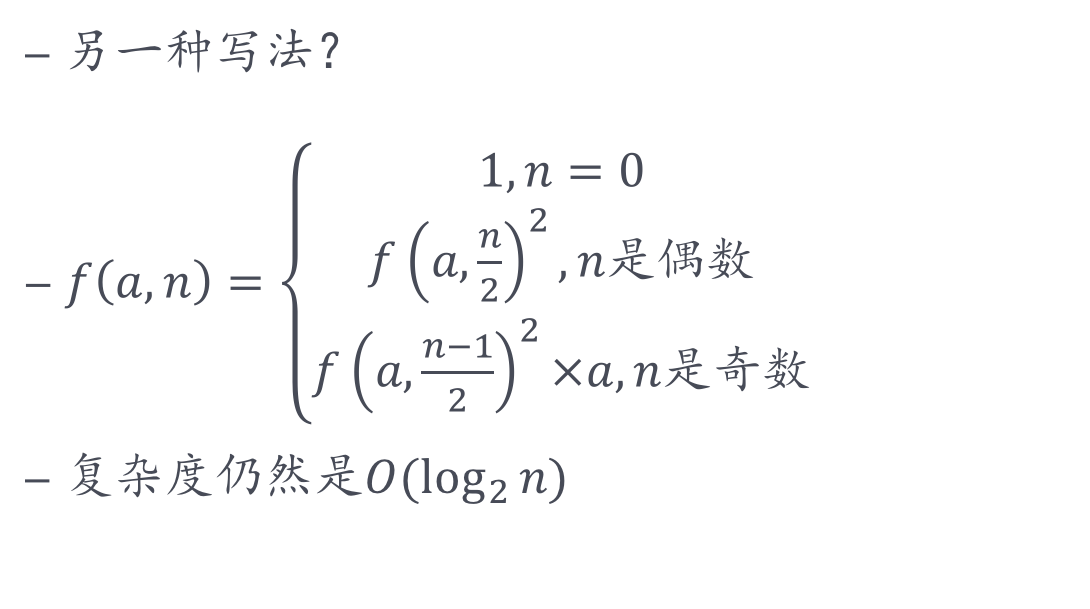 – 另一种写法？
1, n = 0
f(a, n/2)², n是偶数
– f(a, n) = {
f(a, (n−1)/2)² × a, n是奇数
– 复杂度仍然是O(log₂ n)